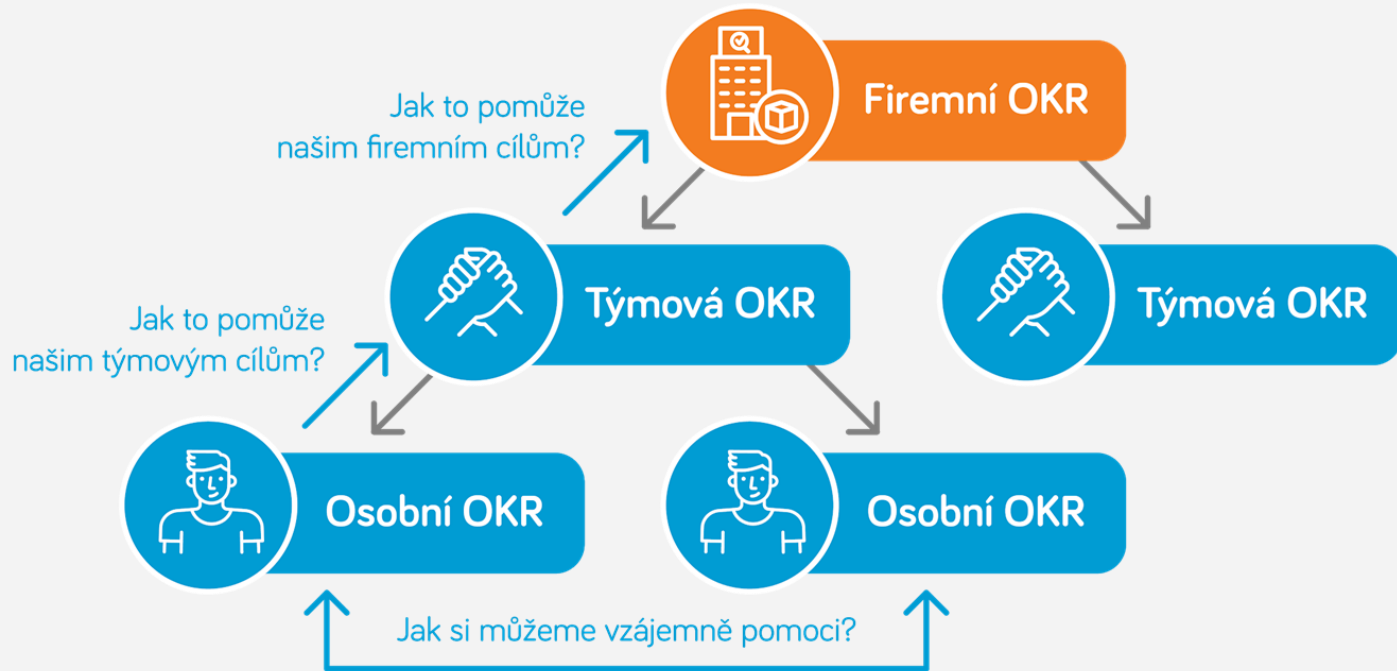 Firemní OKR
Jak to pomůže
našim firemním cílům?
Týmová OKR
Týmová OKR
Jak to pomůže
našim týmovým cílům?
Osobní OKR
Osobní OKR
Jak si můžeme vzájemně pomoci?